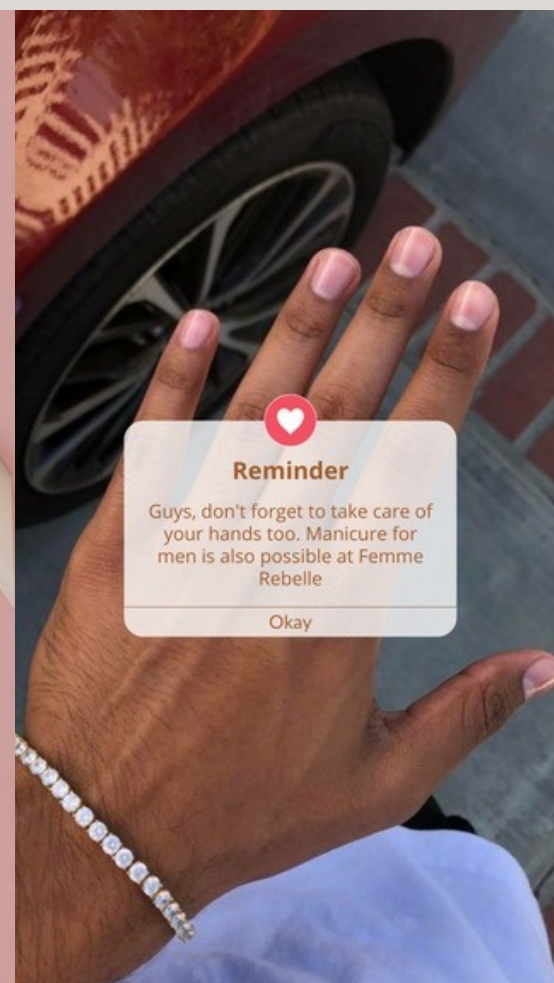 Reminder
Guys, don't forget to take care of
your hands too. Manicure for
men is also possible at Femme
Rebelle
Okay